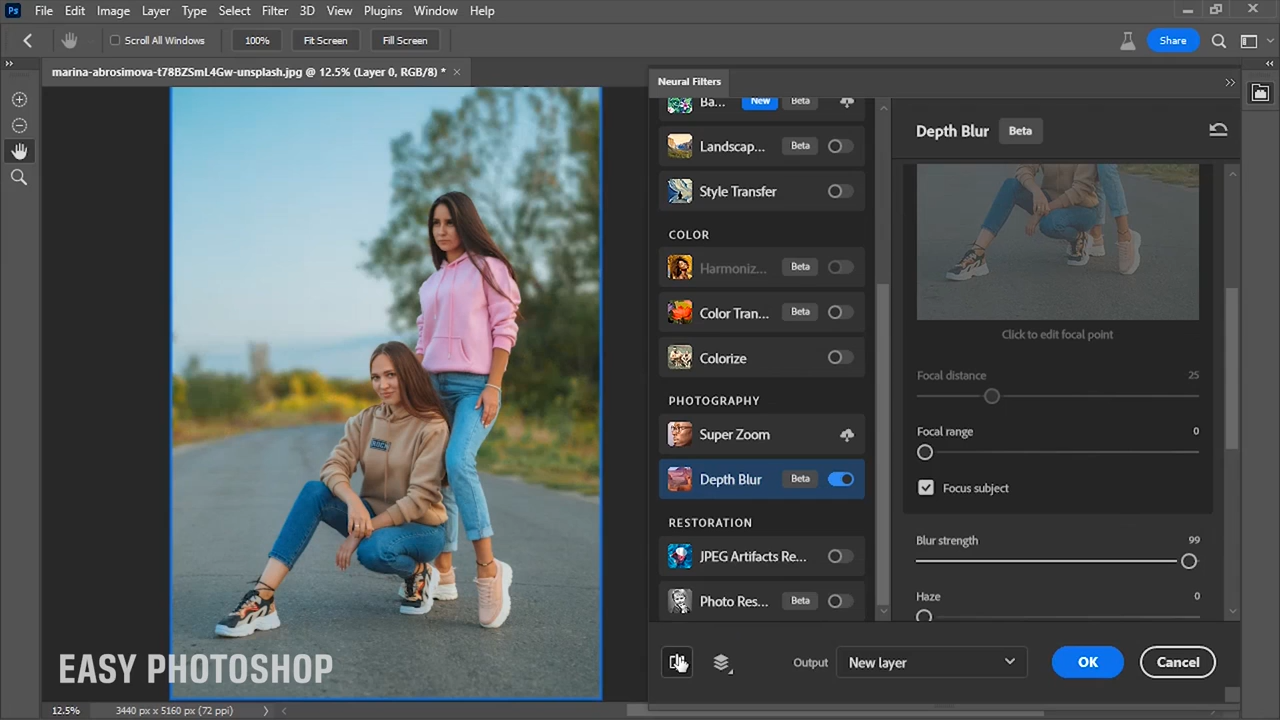 Ps File Edit Image Layer Type Select Filter 3D View Plugins Window Help
Scroll All Windows 100% Fit Screen Fill Screen Share
marina-abrosimova-t78BZSmL4Gw-unsplash.jpg @ 12.5% (Layer 0, RGB/8) * ×
Neural Filters
Ba... New Beta
Landscap... Beta
Style Transfer
COLOR
Harmoniz... Beta
Color Tran... Beta
Colorize
PHOTOGRAPHY
Super Zoom
Depth Blur Beta
RESTORATION
JPEG Artifacts Re...
Photo Res... Beta
Depth Blur Beta
Click to edit focal point
Focal distance 25
Focal range 0
Focus subject
Blur strength 99
Haze 0
Output New layer OK Cancel
ROCK
EASY PHOTOSHOP
12.5% 3440 px x 5160 px (72 ppi)